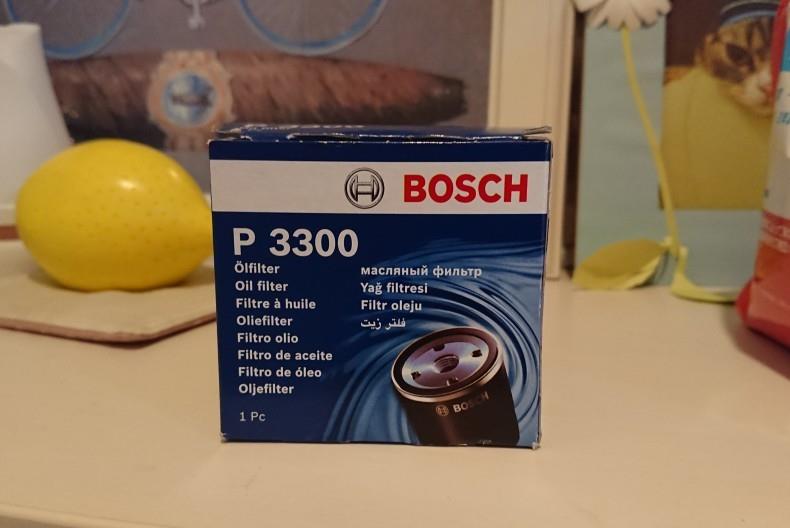 BOSCH
P 3300
Ölfilter
Oil filter
Filtre à huile
Oliefilter
Filtro olio
Filtro de aceite
Filtro de óleo
Oljefilter
масляный фильтр
Yağ filtresi
Filtr oleju
فلتر زيت
1 Pc
BOSCH